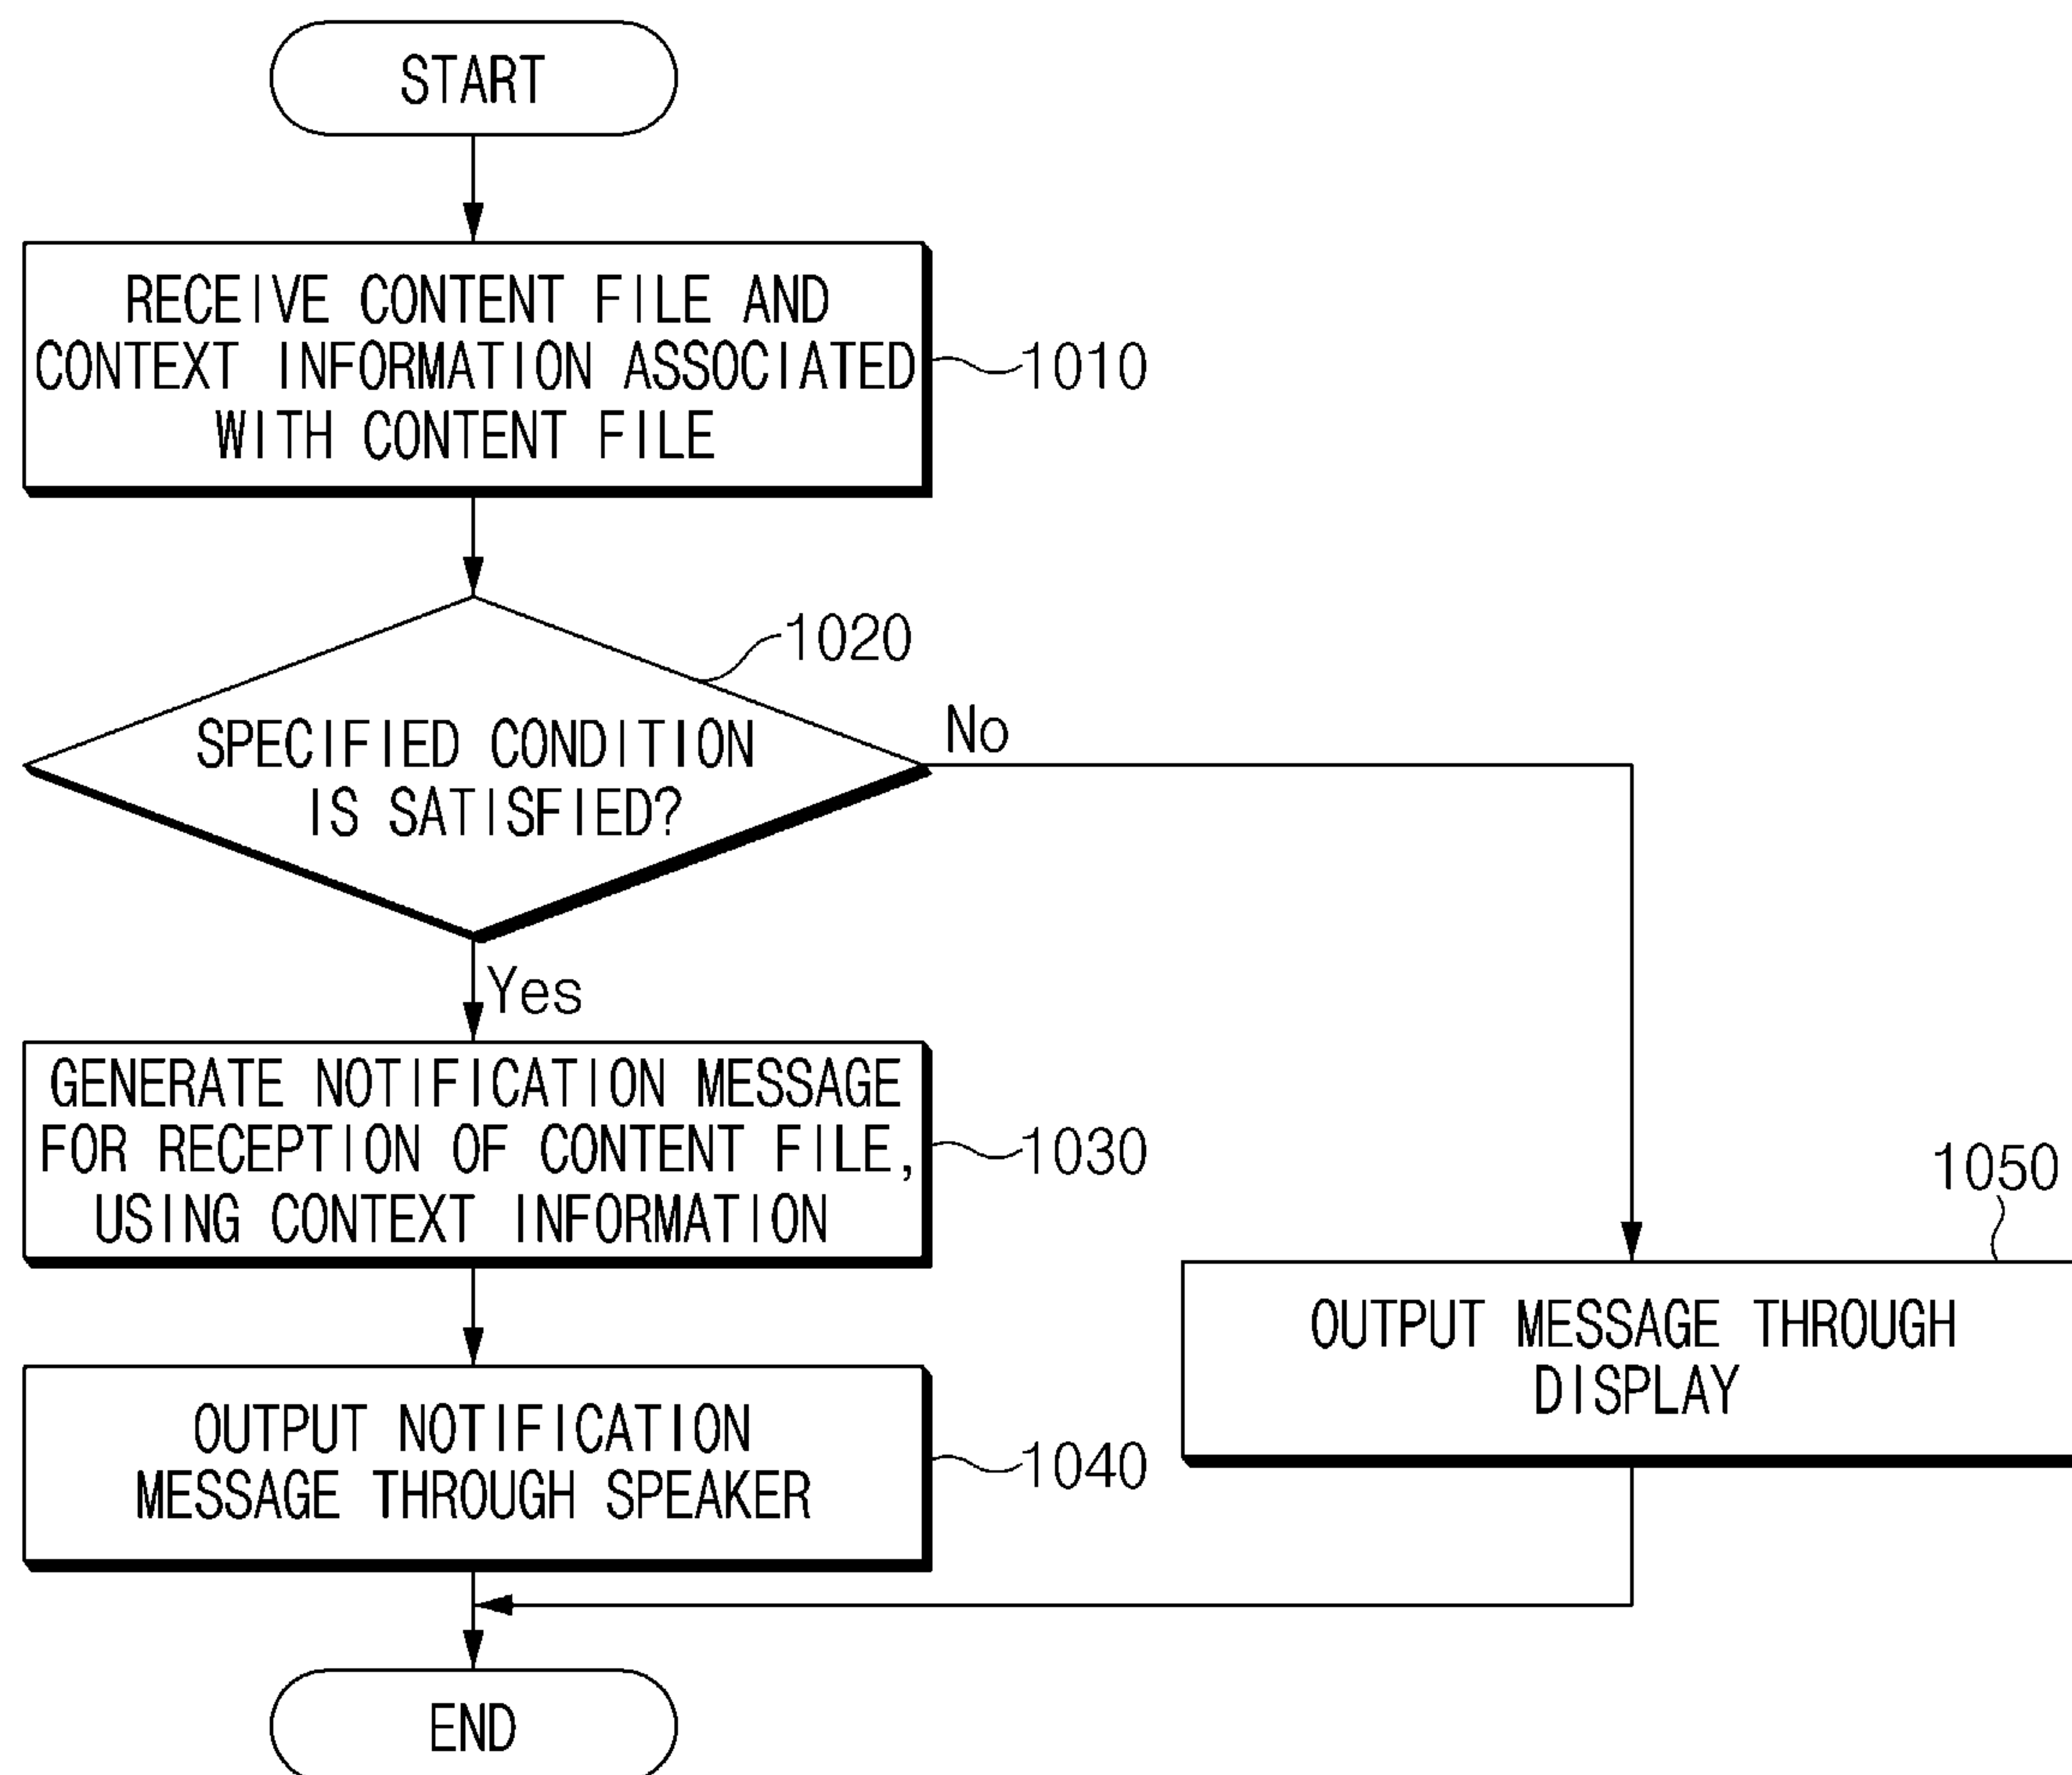 START
RECEIVE CONTENT FILE AND
CONTEXT INFORMATION ASSOCIATED
WITH CONTENT FILE
1010
1020
SPECIFIED CONDITION
IS SATISFIED?
No
Yes
GENERATE NOTIFICATION MESSAGE
FOR RECEPTION OF CONTENT FILE,
USING CONTEXT INFORMATION
1030
1050
OUTPUT MESSAGE THROUGH
DISPLAY
OUTPUT NOTIFICATION
MESSAGE THROUGH SPEAKER
1040
END